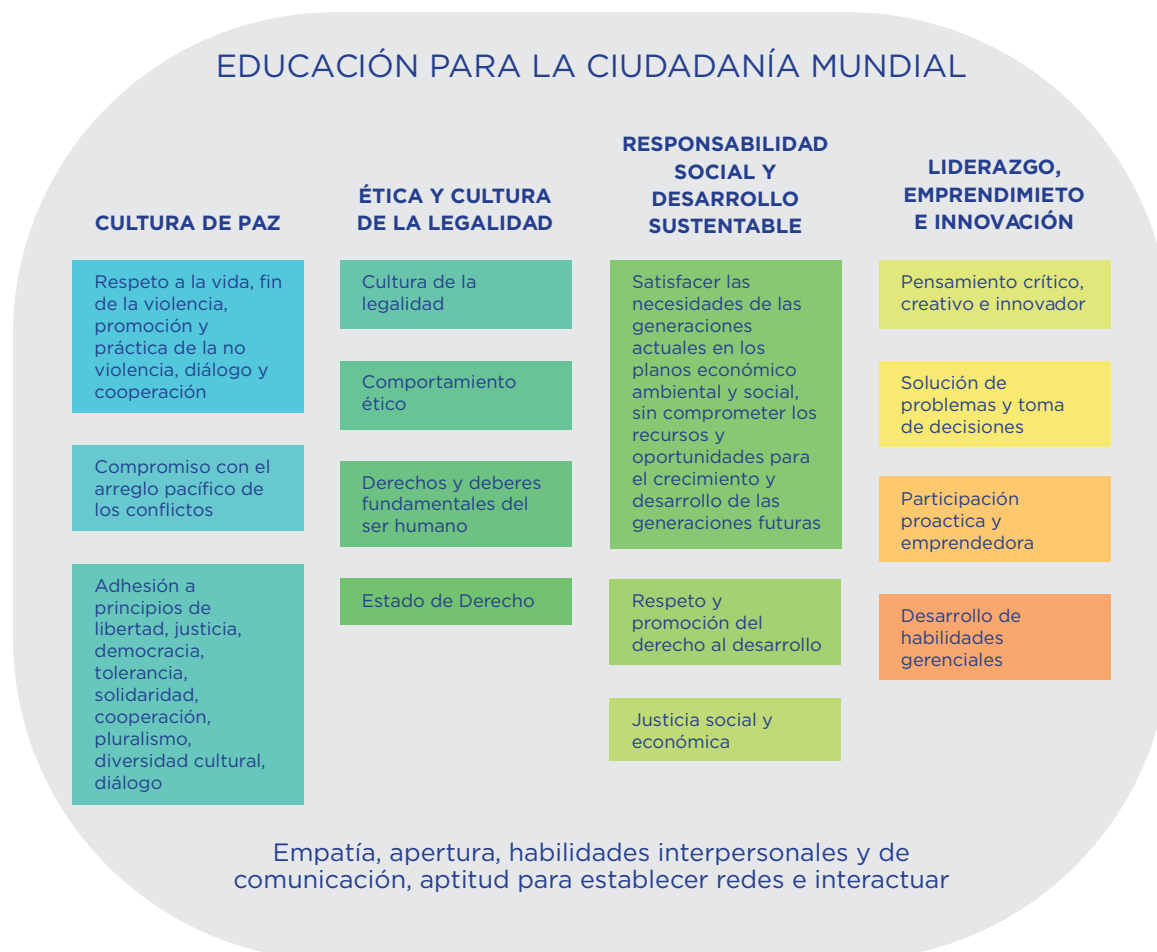 EDUCACIÓN PARA LA CIUDADANÍA MUNDIAL
CULTURA DE PAZ
Respeto a la vida, fin
de la violencia,
promoción y
práctica de la no
violencia, diálogo y
cooperación
Compromiso con el
arreglo pacífico de
los conflictos
Adhesión a
principios de
libertad, justicia,
democracia,
tolerancia,
solidaridad,
cooperación,
pluralismo,
diversidad cultural,
diálogo
ÉTICA Y CULTURA
DE LA LEGALIDAD
Cultura de la
legalidad
Comportamiento
ético
Derechos y deberes
fundamentales del
ser humano
Estado de Derecho
RESPONSABILIDAD
SOCIAL Y
DESARROLLO
SUSTENTABLE
Satisfacer las
necesidades de las
generaciones
actuales en los
planos económico
ambiental y social,
sin comprometer los
recursos y
oportunidades para
el crecimiento y
desarrollo de las
generaciones futuras
Respeto y
promoción del
derecho al desarrollo
Justicia social y
económica
LIDERAZGO,
EMPRENDIMIETO
E INNOVACIÓN
Pensamiento crítico,
creativo e innovador
Solución de
problemas y toma
de decisiones
Participación
proactica y
emprendedora
Desarrollo de
habilidades
gerenciales
Empatía, apertura, habilidades interpersonales y de
comunicación, aptitud para establecer redes e interactuar